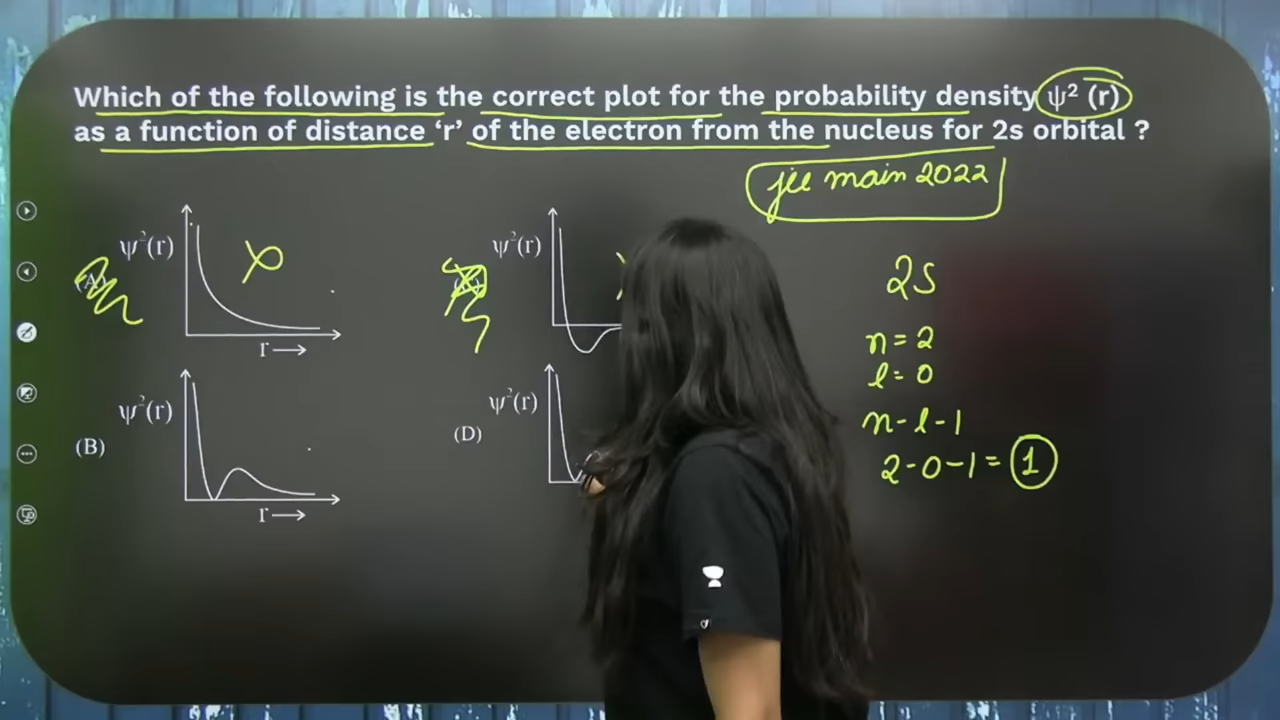 Which of the following is the correct plot for the probability density ψ² (r)
as a function of distance ‘r’ of the electron from the nucleus for 2s orbital ?
jee main 2022
ψ²(r)
(A)
r→
ψ²(r)
ψ²(r)
(B)
r→
ψ²(r)
(D)
2s
n=2
l=0
n-l-1
2-0-1=1